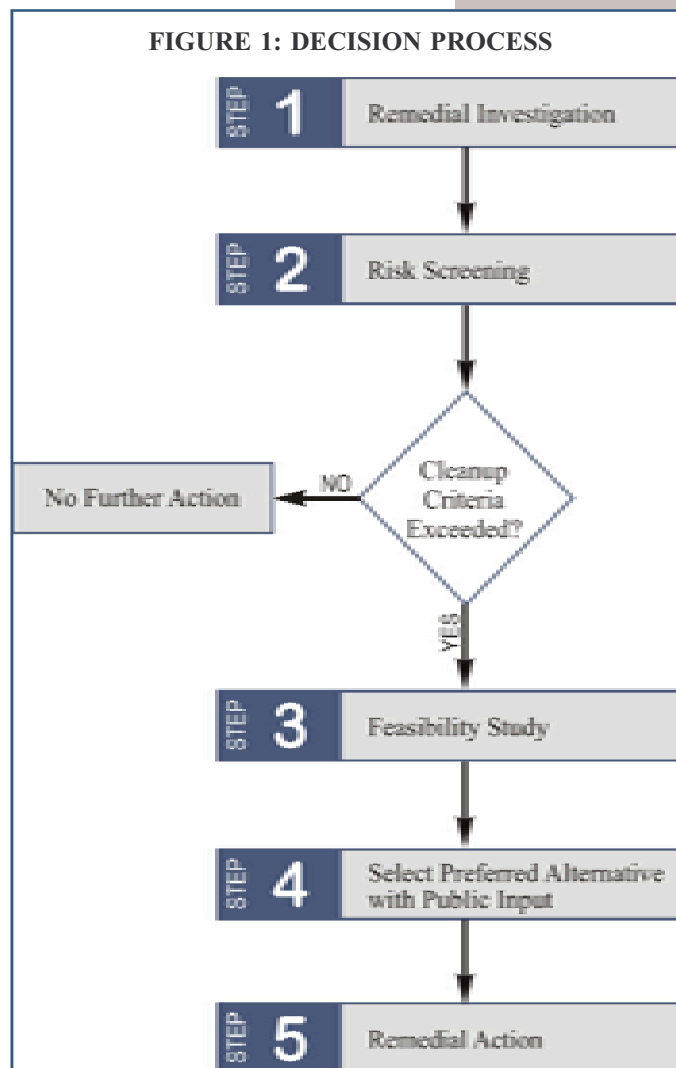 FIGURE 1: DECISION PROCESS
STEP 1 Remedial Investigation
STEP 2 Risk Screening
Cleanup
Criteria
Exceeded?
NO
No Further Action
YES
STEP 3 Feasibility Study
STEP 4 Select Preferred Alternative
with Public Input
STEP 5 Remedial Action